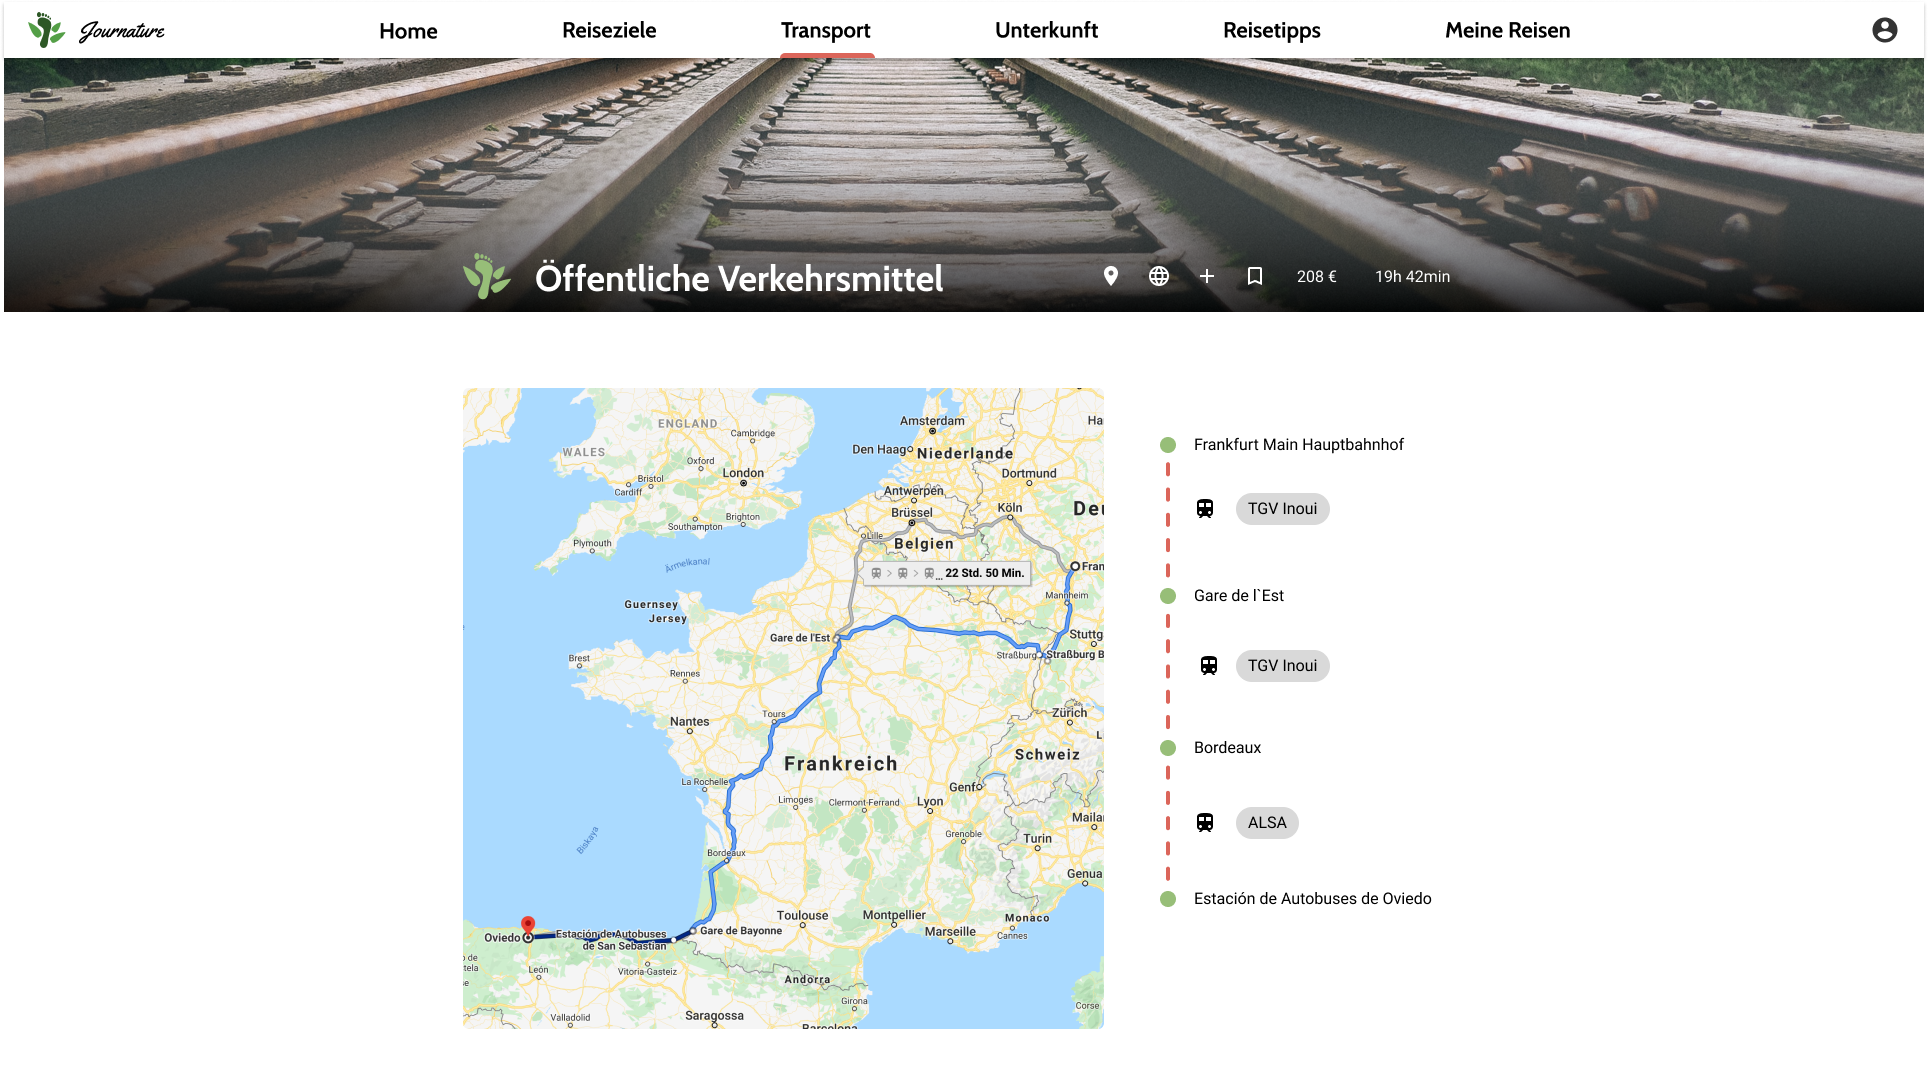 Journature
Home
Reiseziele
Transport
Unterkunft
Reisetipps
Meine Reisen
Öffentliche Verkehrsmittel
208 €
19h 42min
ENGLAND
Cambridge
WALES
Oxford
London
Bristol
Cardiff
Southampton
Brighton
Plymouth
Ärmelkanal
Guernsey
Jersey
Amsterdam
Ha
Den Haag
Niederlande
Dortmund
Antwerpen
Brüssel
Köln
Deu
Lille
Belgien
22 Std. 50 Min.
Fran
Mannheim
Gare de l'Est
Stuttg
Straßburg
Straßburg B
Brest
Rennes
Nantes
Tours
Zürich
Frankreich
Schweiz
La Rochelle
Genf
Limoges
Clermont-Ferrand
Lyon
Mailan
Grenoble
Turin
Biskaya
Bordeaux
Genua
Toulouse
Montpellier
Monaco
Marseille
Cannes
Oviedo
Estación de Autobuses
de San Sebastián
Gare de Bayonne
León
Vitoria-Gasteiz
Andorra
Girona
Corse
Valladolid
Saragossa
Barcelona
Frankfurt Main Hauptbahnhof
TGV Inoui
Gare de l`Est
TGV Inoui
Bordeaux
ALSA
Estación de Autobuses de Oviedo